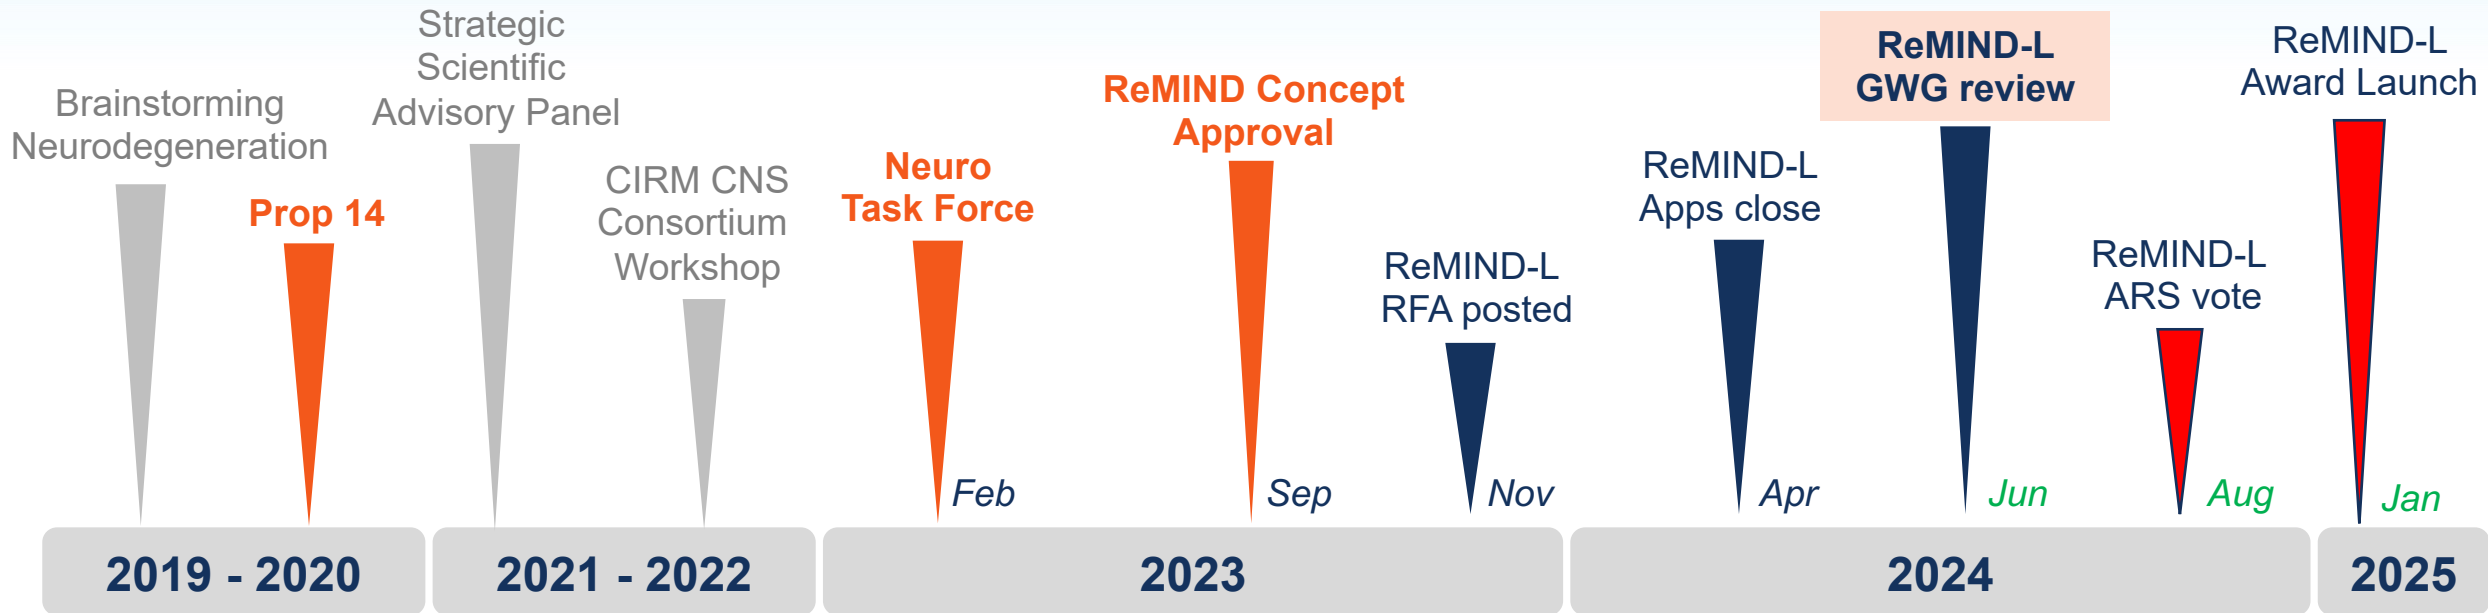 Brainstorming
Neurodegeneration
Prop 14
Strategic
Scientific
Advisory Panel
CIRM CNS
Consortium
Workshop
Neuro
Task Force
Feb
ReMIND Concept
Approval
Sep
ReMIND-L
RFA posted
Nov
ReMIND-L
Apps close
Apr
ReMIND-L
GWG review
Jun
ReMIND-L
ARS vote
Aug
ReMIND-L
Award Launch
Jan
2019 - 2020
2021 - 2022
2023
2024
2025